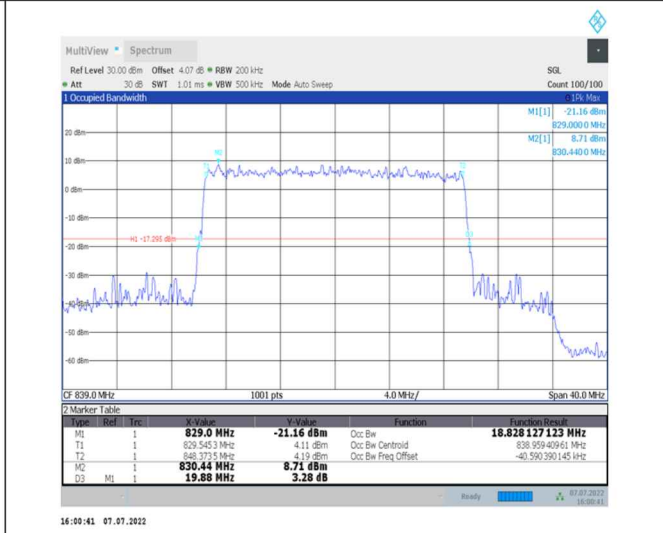 MultiView Spectrum
Ref Level 30.00 dBm Offset 4.07 dB RBW 200 kHz SGL
Att 30 dB SWT 1.01 ms VBW 500 kHz Mode Auto Sweep Count 100/100
1 Occupied Bandwidth 1Pk Max
M1[1] -21.16 dBm
829.0000 MHz
20 dBm M2[1] 8.71 dBm
830.4400 MHz
M2
10 dBm
0 dBm
-10 dBm
H1 -17.293 dBm
-20 dBm
-30 dBm
-40 dBm
-50 dBm
-60 dBm
CF 839.0 MHz 1001 pts 4.0 MHz/ Span 40.0 MHz
2 Marker Table
Type Ref Trc X-Value Y-Value Function Function Result
M1 1 829.0 MHz -21.16 dBm Occ Bw 18.828127123 MHz
T1 1 829.5453 MHz 4.11 dBm Occ Bw Centroid 838.95940961 MHz
T2 1 848.3735 MHz 4.19 dBm Occ Bw Freq Offset -40.590390145 kHz
M2 1 830.44 MHz 8.71 dBm
D3 M1 1 19.88 MHz 3.28 dB
Ready 07.07.2022
16:00:41
16:00:41 07.07.2022